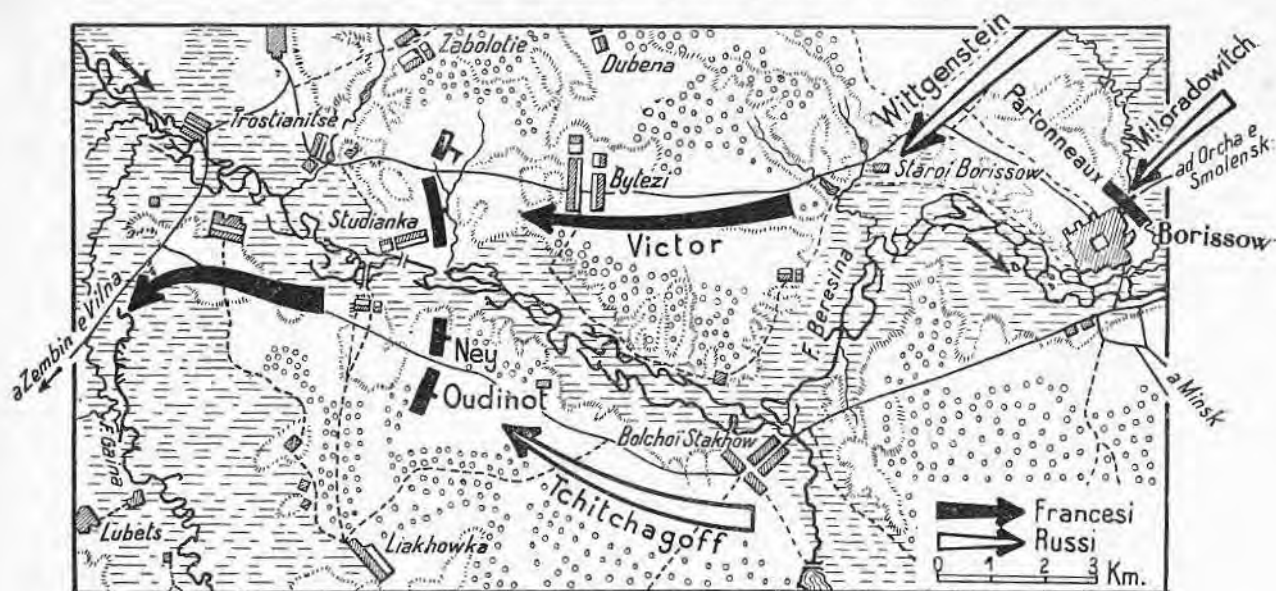 Zabolotie
Dubena
Wittgenstein
Partonneaux
Miloradowitch
ad Orcha e
Smolensk
Trostianitse
Staroj Borissow
Bytezi
Studianka
Victor
Borissow
F. Beresina
a Zembin e Vilna
Ney
Oudinot
a Minsk
Bolchoi Stakhow
F. Gaina
Tchitchagoff
Lubets
Liakhowka
Francesi
Russi
0 1 2 3 Km.